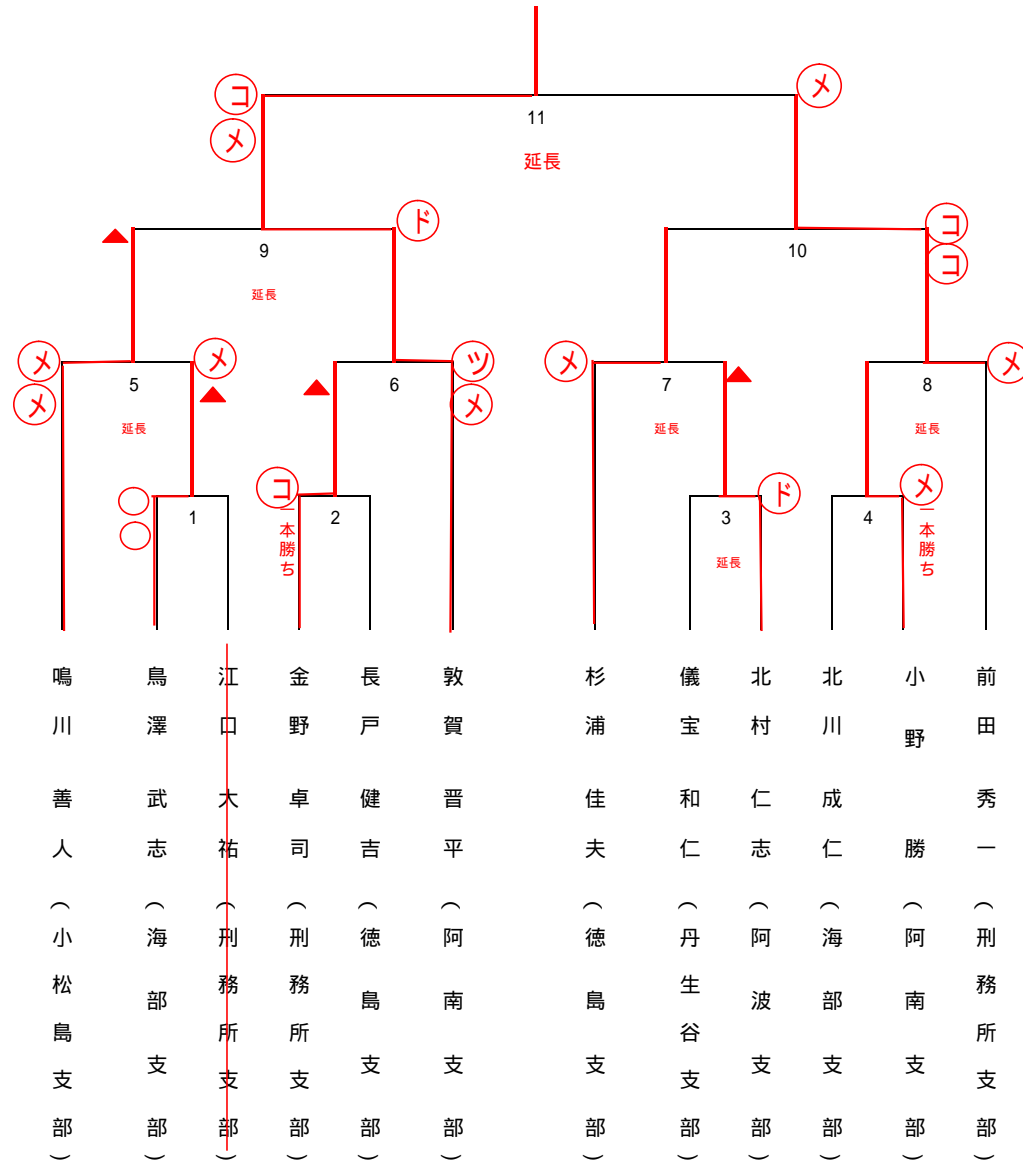 コ
メ
メ
11
延長
ド
コ
コ
9
延長
10
メ
メ
メ
ツ
メ
メ
メ
5
延長
6
7
延長
8
延長
コ
一本勝ち
ド
メ
一本勝ち
1
2
3
延長
4
鳴川善人(小松島支部)
鳥澤武志(海部支部)
江口大祐(刑務所支部)
金野卓司(刑務所支部)
長戸健吉(徳島支部)
敦賀晋平(阿南支部)
杉浦佳夫(徳島支部)
儀宝和仁(丹生谷支部)
北村仁志(阿波支部)
北川成仁(海部支部)
小野勝(阿南支部)
前田秀一(刑務所支部)